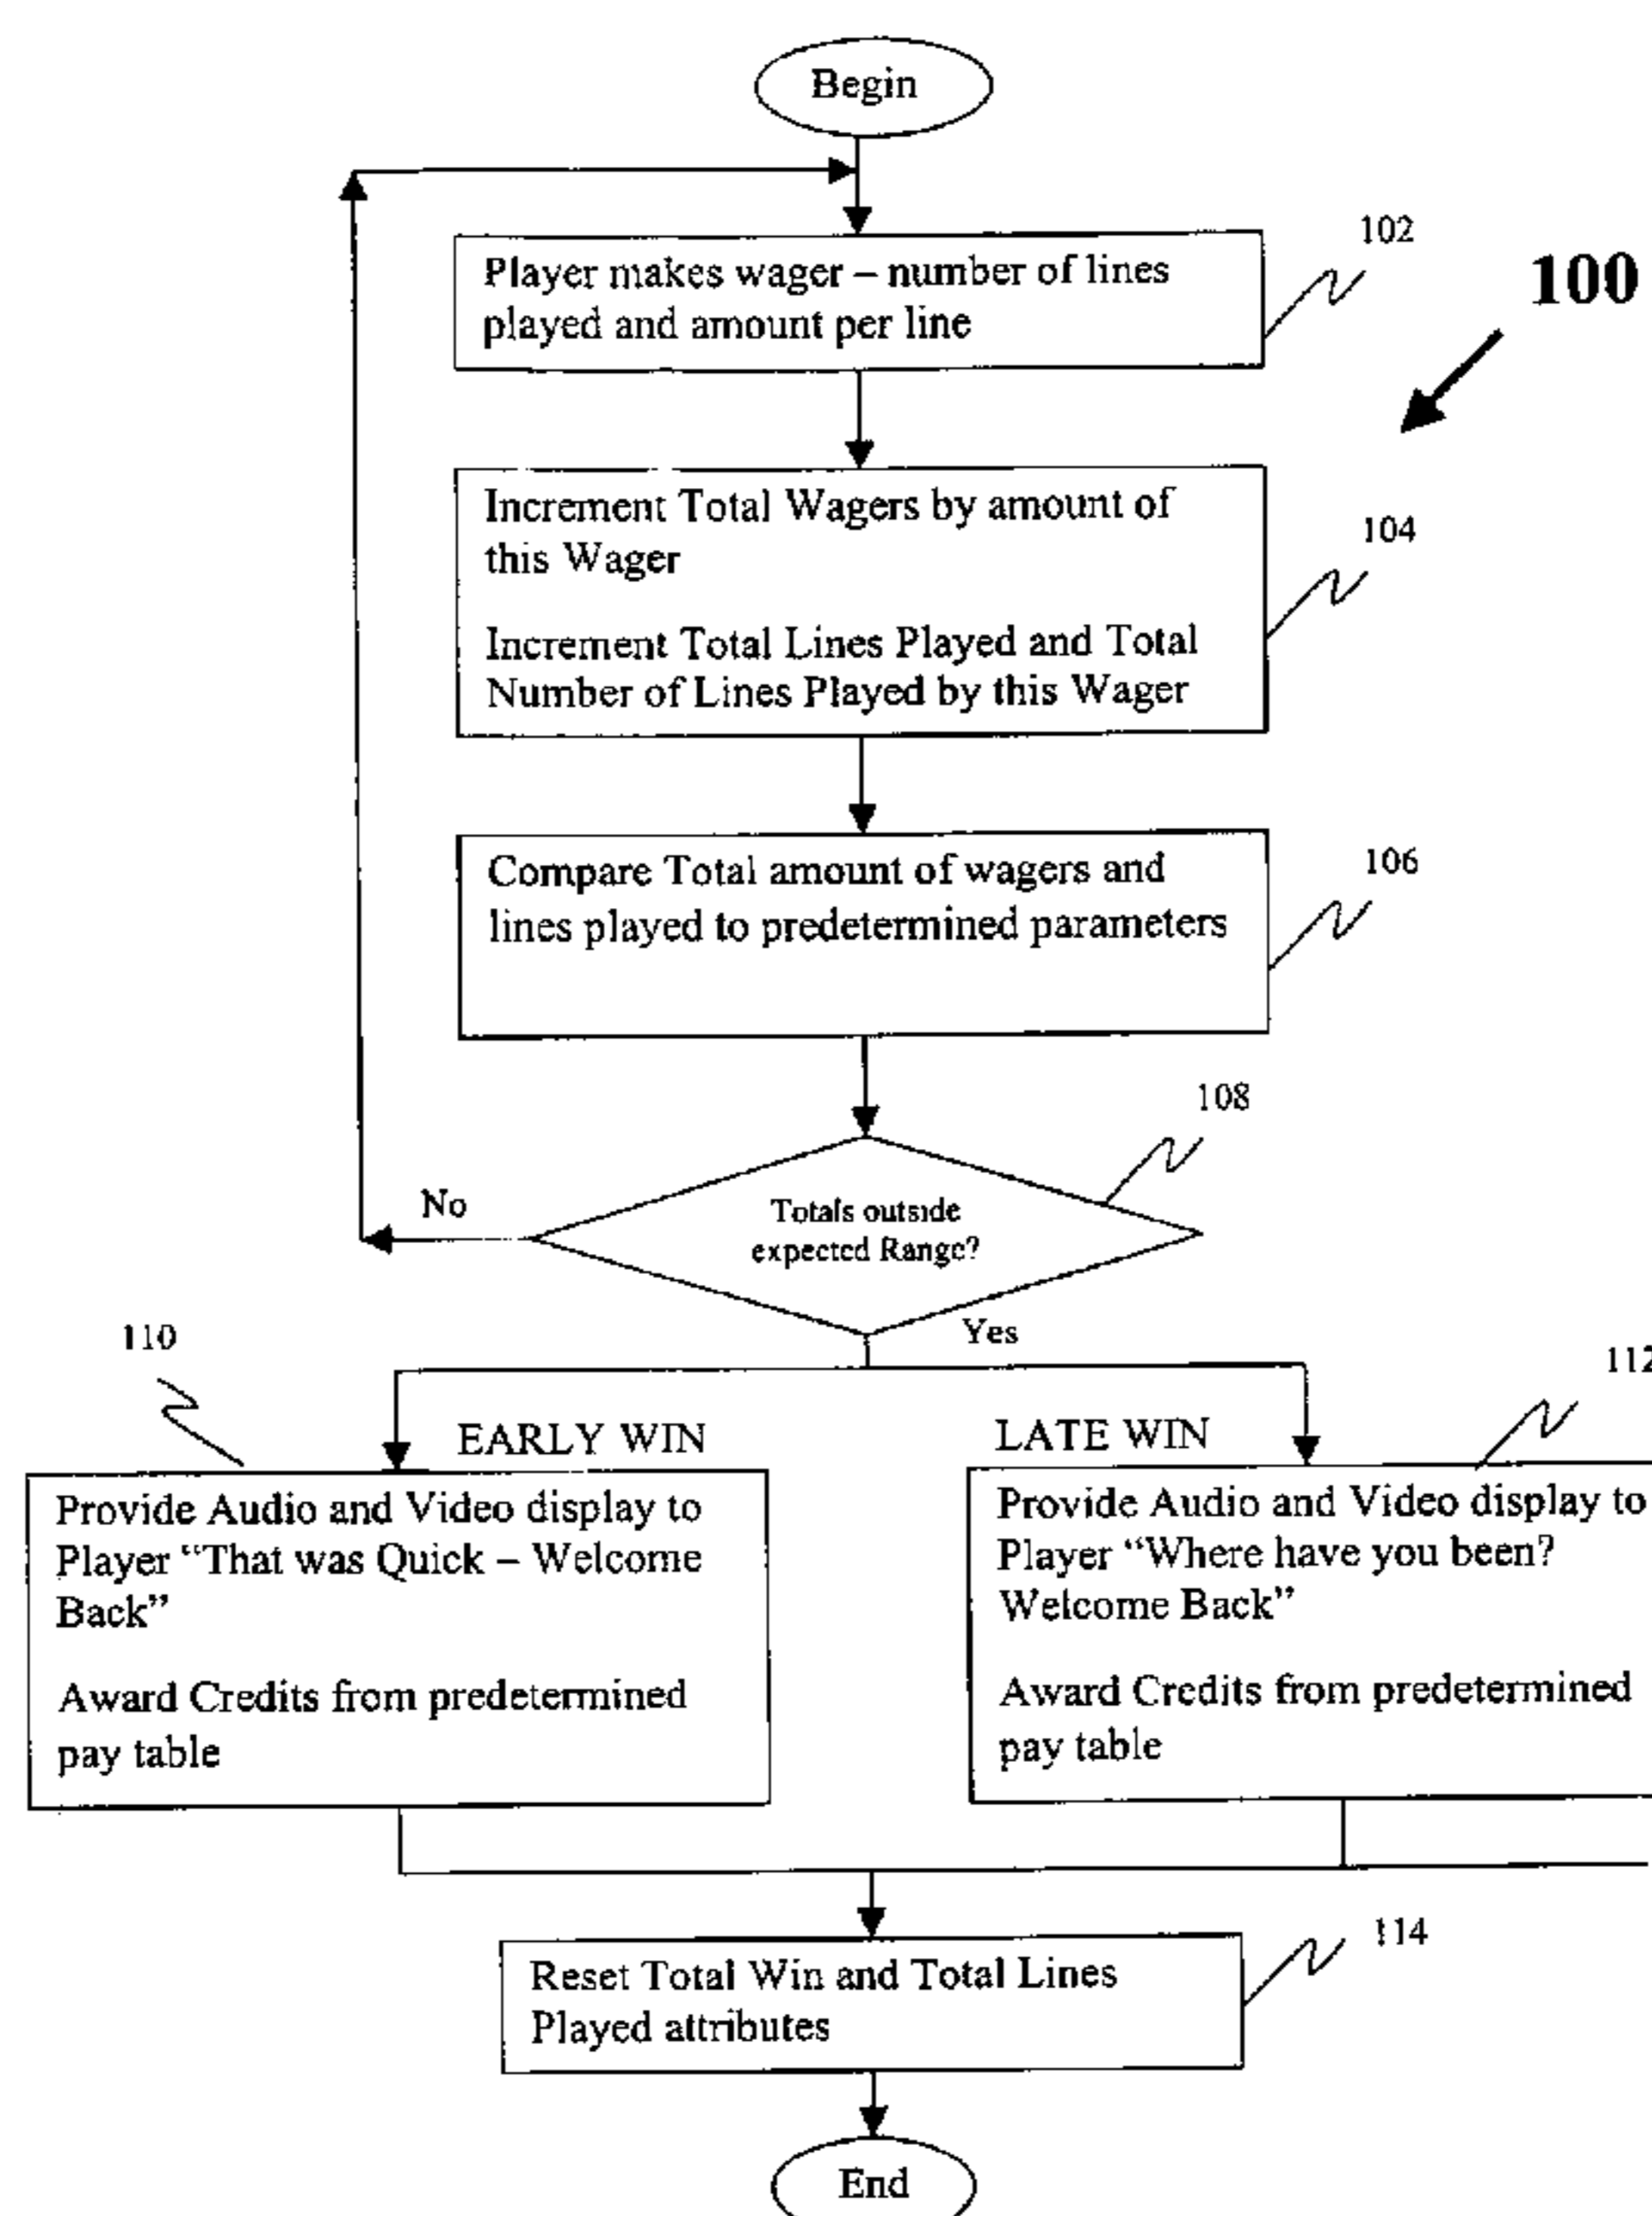 Begin
102
100
Player makes wager – number of lines
played and amount per line
Increment Total Wagers by amount of
this Wager
104
Increment Total Lines Played and Total
Number of Lines Played by this Wager
106
Compare Total amount of wagers and
lines played to predetermined parameters
108
No
Totals outside
expected Range?
Yes
110
112
EARLY WIN
LATE WIN
Provide Audio and Video display to
Player “That was Quick – Welcome
Back”
Award Credits from predetermined
pay table
Provide Audio and Video display to
Player “Where have you been?
Welcome Back”
Award Credits from predetermined
pay table
114
Reset Total Win and Total Lines
Played attributes
End